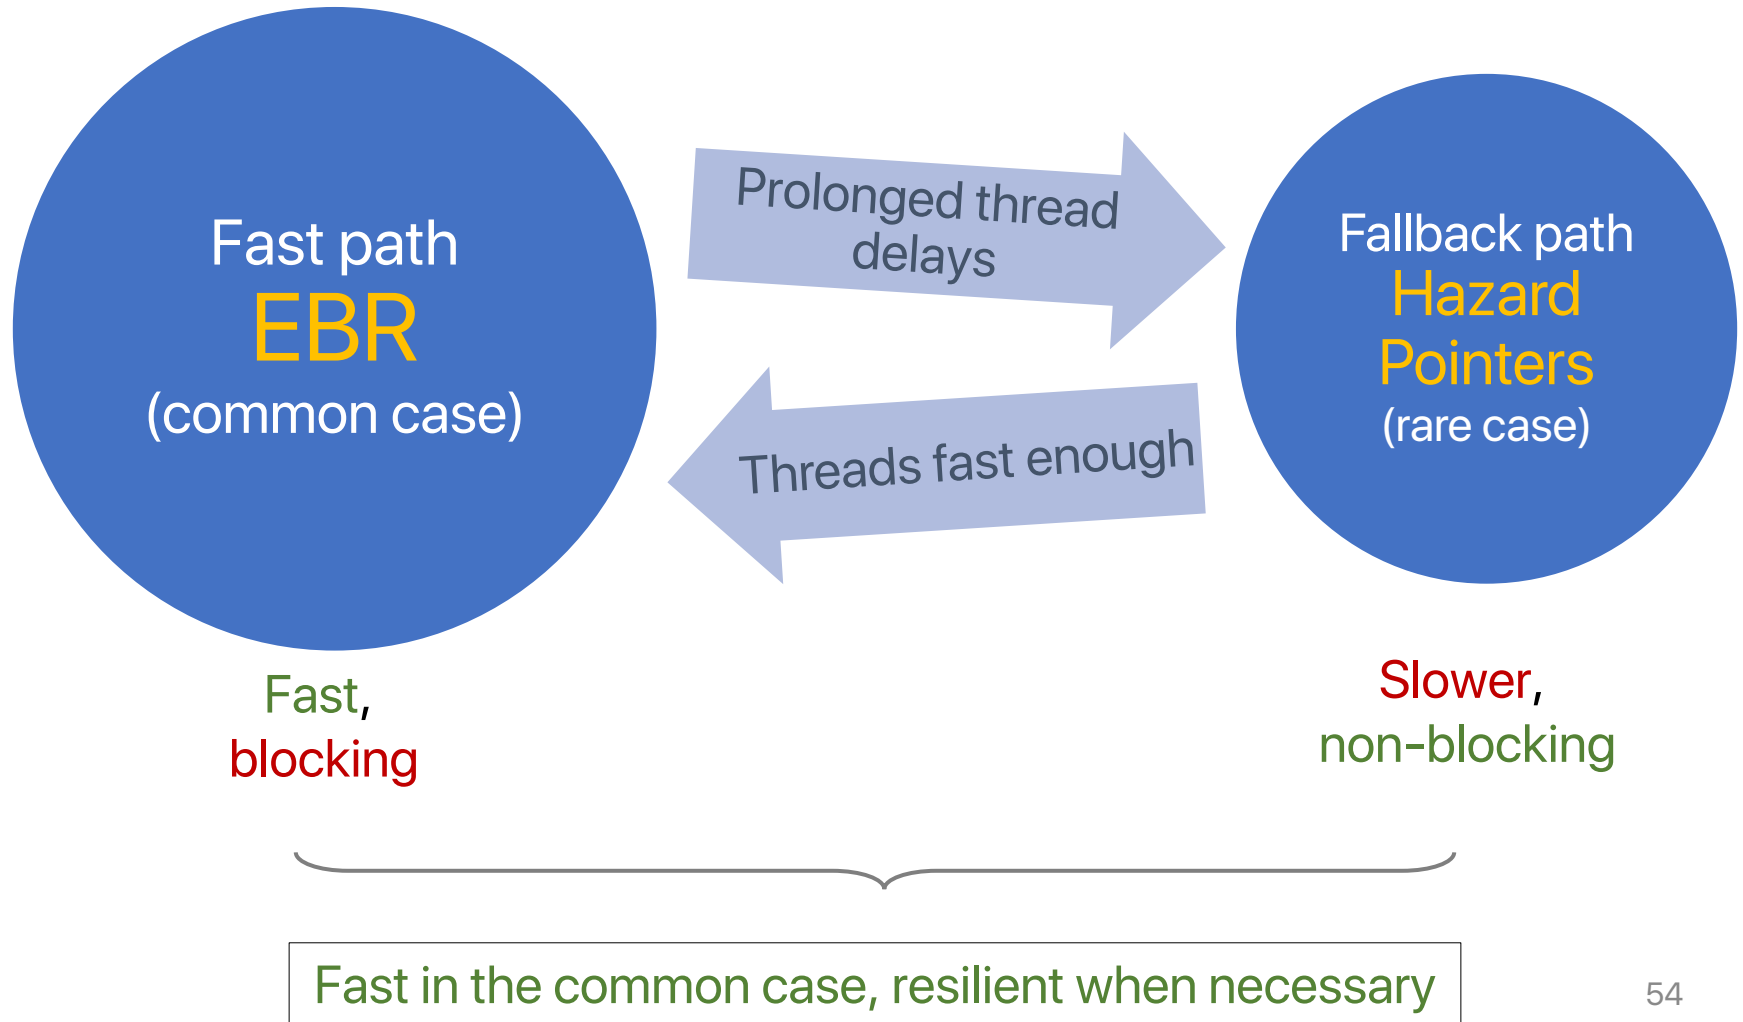 Fast path
EBR
(common case)
Prolonged thread
delays
Threads fast enough
Fallback path
Hazard
Pointers
(rare case)
Fast,
blocking
Slower,
non-blocking
Fast in the common case, resilient when necessary
54